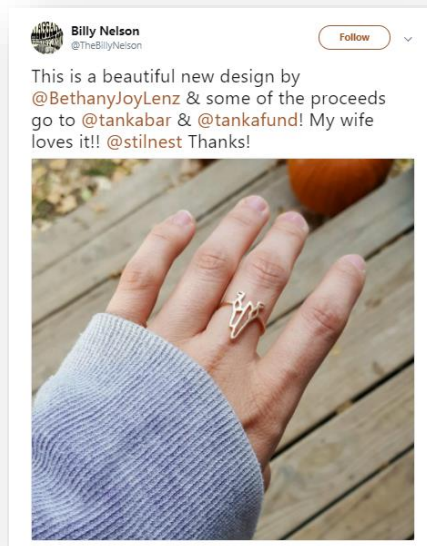 Billy Nelson
@TheBillyNelson
Follow
This is a beautiful new design by
@BethanyJoyLenz & some of the proceeds
go to @tankabar & @tankafund! My wife
loves it!! @stilnest Thanks!